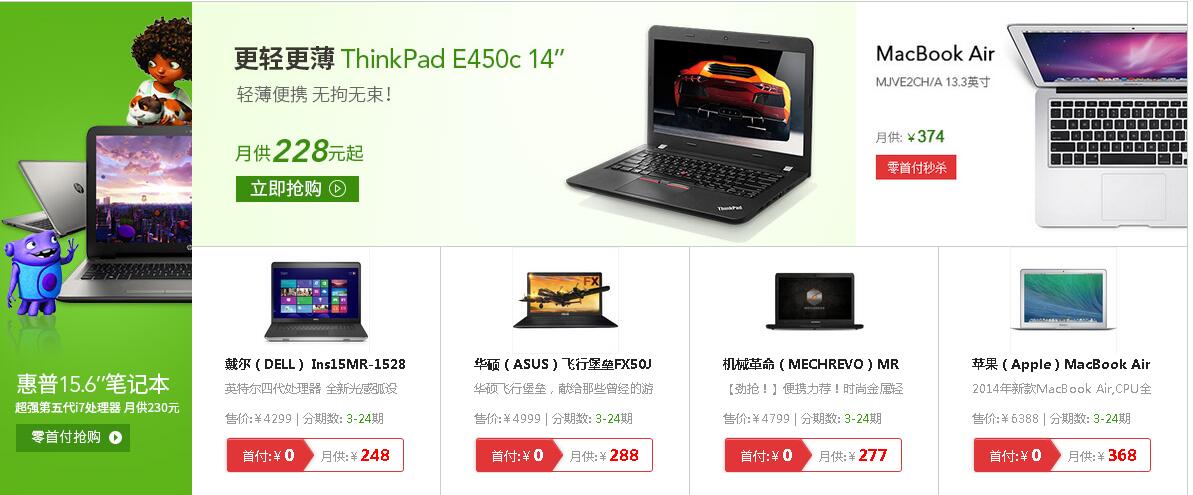 更轻更薄 ThinkPad E450c 14"
轻薄便携 无拘无束!
月供228元起
立即抢购
ThinkPad
MacBook Air
MJVE2CH/A 13.3英寸
月供: ¥374
零首付秒杀
惠普15.6"笔记本
超强第五代i7处理器 月供230元
零首付抢购
戴尔(DELL) Ins15MR-1528
英特尔四代处理器 全新光感弧设
售价:¥4299 | 分期数: 3-24期
首付:¥0 月供:¥248
FX
华硕(ASUS)飞行堡垒FX50J
华硕飞行堡垒,献给那些曾经的游
售价:¥4999 | 分期数: 3-24期
首付:¥0 月供:¥288
机械革命(MECHREVO)MR
【劲抢!】便携力荐!时尚金属轻
售价:¥4799 | 分期数: 3-24期
首付:¥0 月供:¥277
苹果(Apple)MacBook Air
2014年新款MacBook Air,CPU全
售价:¥6388 | 分期数: 3-24期
首付:¥0 月供:¥368